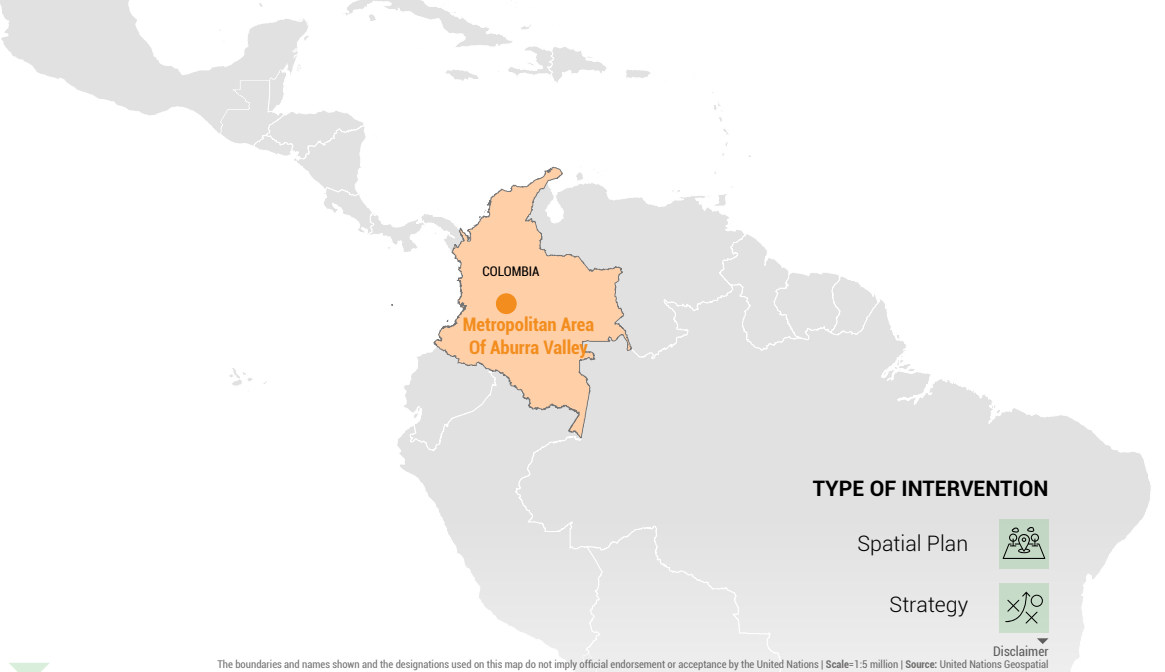 COLOMBIA
Metropolitan Area
Of Aburra Valley
TYPE OF INTERVENTION
Spatial Plan
Strategy
Disclaimer
The boundaries and names shown and the designations used on this map do not imply official endorsement or acceptance by the United Nations | Scale=1:5 million | Source: United Nations Geospatial